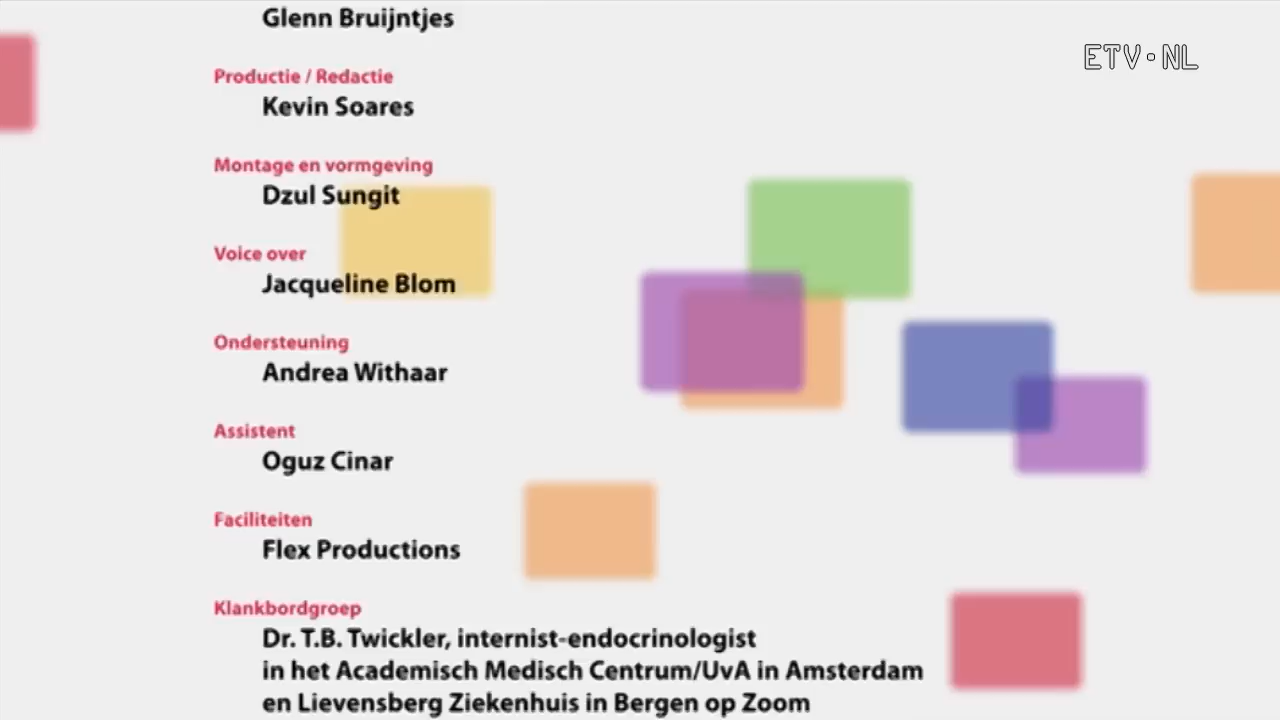 Glenn Bruijntjes
ETV.NL
Productie / Redactie
Kevin Soares
Montage en vormgeving
Dzul Sungit
Voice over
Jacqueline Blom
Ondersteuning
Andrea Withaar
Assistent
Oguz Cinar
Faciliteiten
Flex Productions
Klankbordgroep
Dr. T.B. Twickler, internist-endocrinologist
in het Academisch Medisch Centrum/UvA in Amsterdam
en Lievensberg Ziekenhuis in Bergen op Zoom